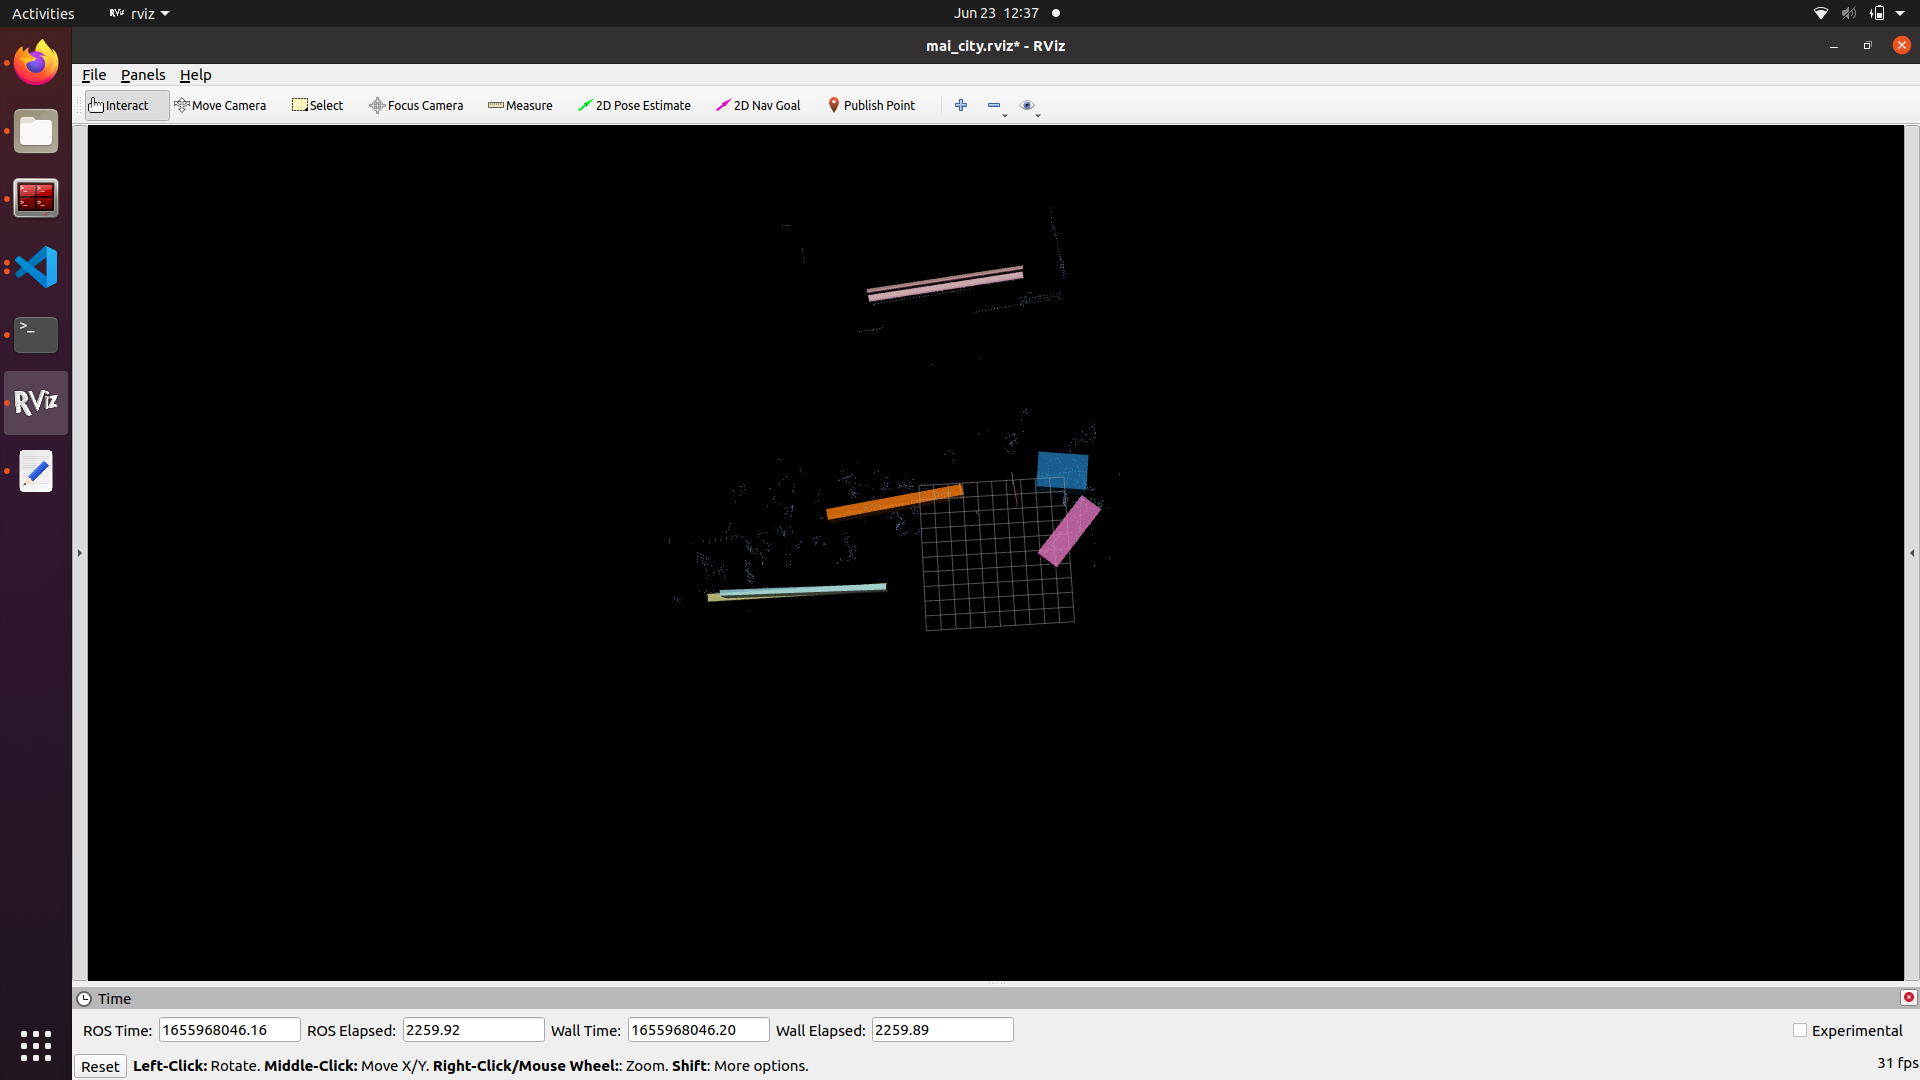 Activities RViz rviz Jun 23 12:37
mai_city.rviz* - RViz
File Panels Help
Interact Move Camera Select Focus Camera Measure 2D Pose Estimate 2D Nav Goal Publish Point
>_
RViz
Time
ROS Time: 1655968046.16 ROS Elapsed: 2259.92 Wall Time: 1655968046.20 Wall Elapsed: 2259.89 Experimental
Reset Left-Click: Rotate. Middle-Click: Move X/Y. Right-Click/Mouse Wheel:: Zoom. Shift: More options. 31 fps